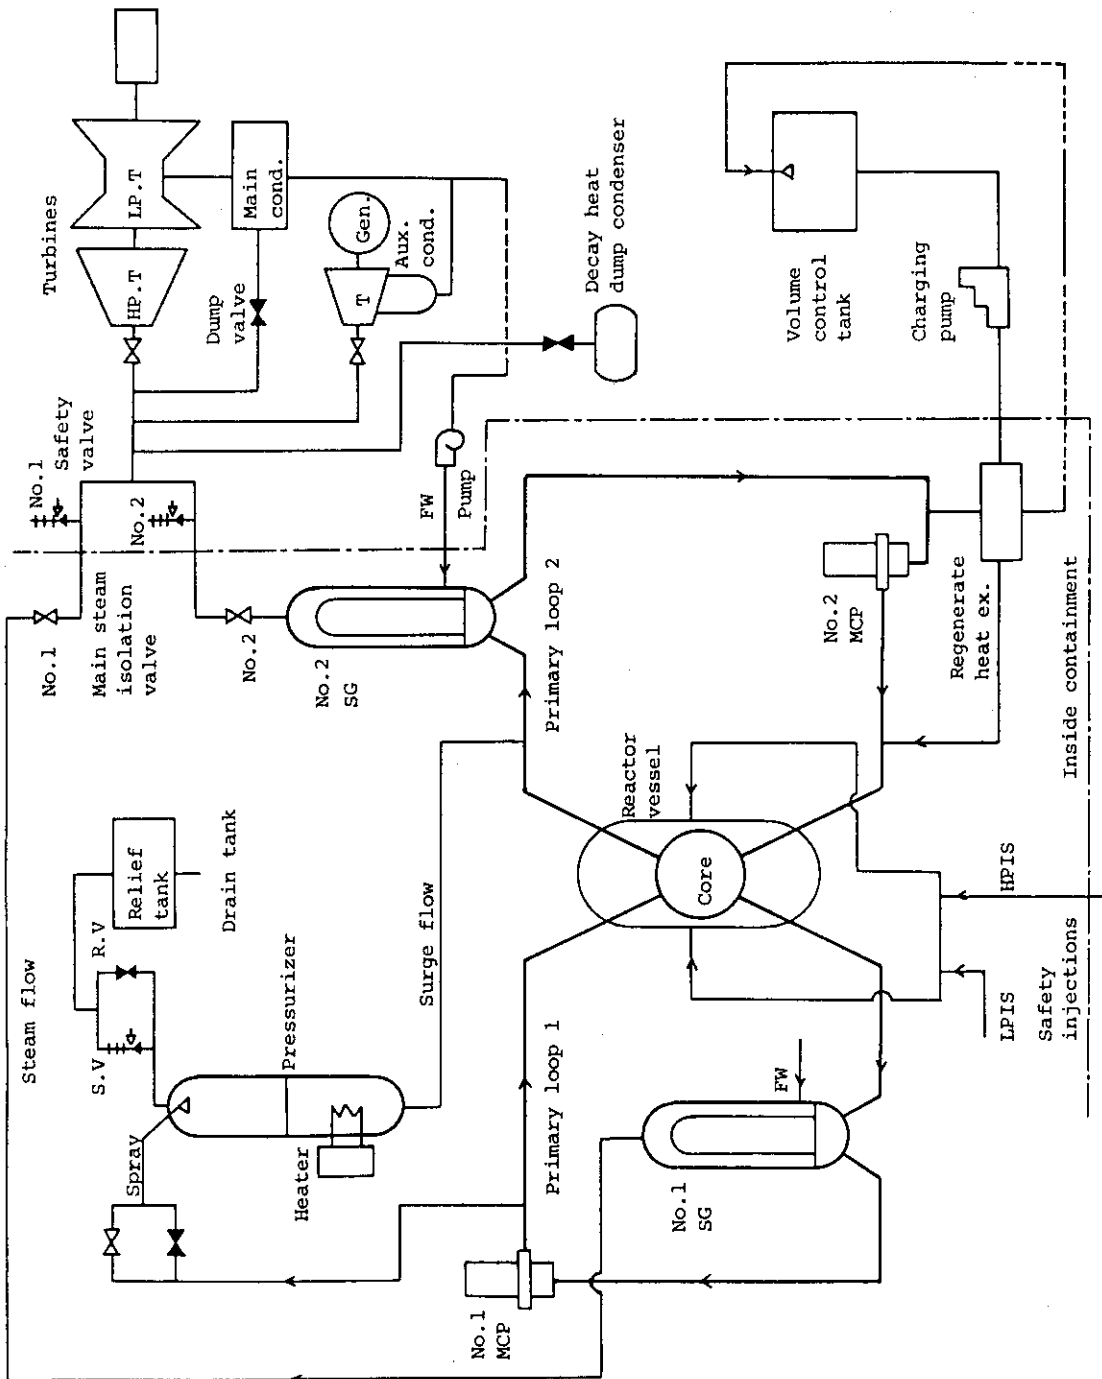 Turbines
HP.T
LP.T
Main
cond.
Dump
valve
Gen.
T
Aux.
cond.
Decay heat
dump condenser
Volume
control
tank
Charging
pump
No.1
Safety
valve
No.2
FW
Pump
No.1
Main steam
isolation
valve
No.2
No.2
SG
Primary loop 2
No.2
MCP
Regenerate
heat ex.
Inside containment
Reactor
vessel
Core
Steam flow
Relief
tank
Drain tank
R.V
S.V
Pressurizer
Surge flow
Spray
Heater
Primary loop 1
FW
No.1
SG
No.1
MCP
HPIS
LPIS
Safety
injections